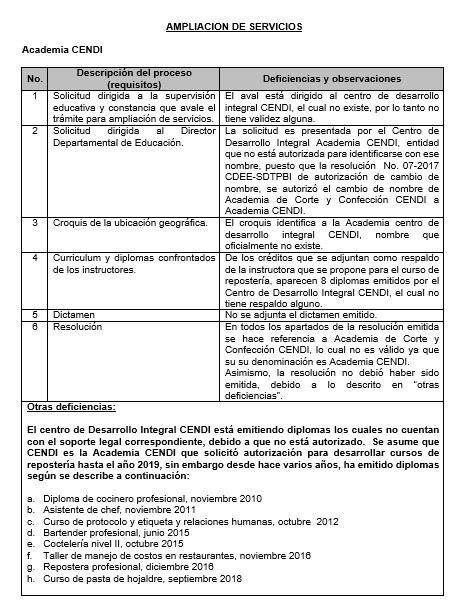 AMPLIACION DE SERVICIOS
Academia CENDI
No.
Descripción del proceso
(requisitos)
Deficiencias y observaciones
1
Solicitud dirigida a la supervisión
educativa y constancia que avale el
trámite para ampliación de servicios.
El aval está dirigido al centro de desarrollo
integral CENDI, el cual no existe, por lo tanto no
tiene validez alguna.
2
Solicitud dirigida al Director
Departamental de Educación.
La solicitud es presentada por el Centro de
Desarrollo Integral Academia CENDI, entidad
que no está autorizada para identificarse con ese
nombre, puesto que la resolución No. 07-2017
CDEE-SDTPBI de autorización de cambio de
nombre, se autorizó el cambio de nombre de
Academia de Corte y Confección CENDI a
Academia CENDI.
3
Croquis de la ubicación geográfica.
El croquis identifica a la Academia centro de
desarrollo integral CENDI, nombre que
oficialmente no existe.
4
Curriculum y diplomas confrontados
de los instructores.
De los créditos que se adjuntan como respaldo
de la instructora que se propone para el curso de
repostería, aparecen 8 diplomas emitidos por el
Centro de Desarrollo Integral CENDI, el cual no
tiene respaldo alguno.
5
Dictamen
No se adjunta el dictamen emitido.
6
Resolución
En todos los apartados de la resolución emitida
se hace referencia a Academia de Corte y
Confección CENDI, lo cual no es válido ya que
su su denominación es Academia CENDI.
Asimismo, la resolución no debió haber sido
emitida, debido a lo descrito en “otras
deficiencias”.
Otras deficiencias:
El centro de Desarrollo Integral CENDI está emitiendo diplomas los cuales no cuentan
con el soporte legal correspondiente, debido a que no está autorizado. Se asume que
CENDI es la Academia CENDI que solicitó autorización para desarrollar cursos de
repostería hasta el año 2019, sin embargo desde hace varios años, ha emitido diplomas
según se describe a continuación:
a. Diploma de cocinero profesional, noviembre 2010
b. Asistente de chef, noviembre 2011
c. Curso de protocolo y etiqueta y relaciones humanas, octubre 2012
d. Bartender profesional, junio 2015
e. Coctelería nivel II, octubre 2015
f. Taller de manejo de costos en restaurantes, noviembre 2016
g. Repostera profesional, diciembre 2016
h. Curso de pasta de hojaldre, septiembre 2018